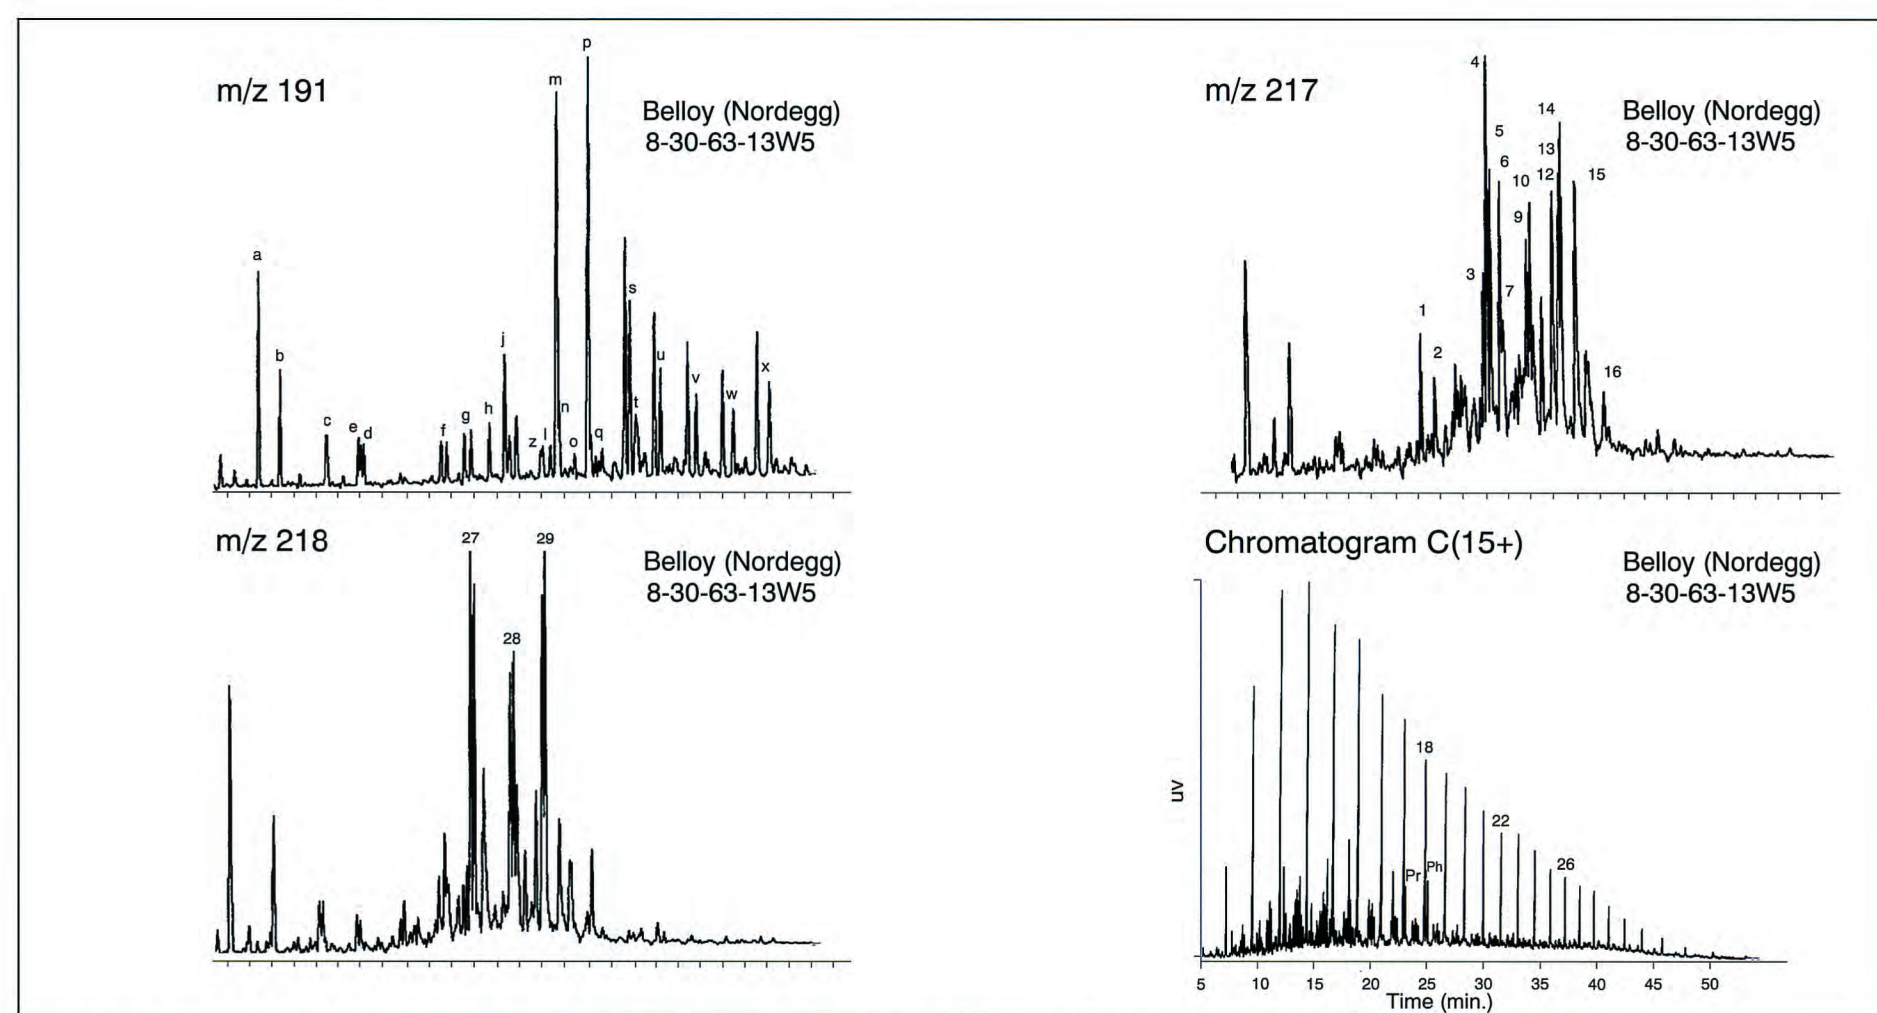 m/z 191
Belloy (Nordegg)
8-30-63-13W5
a
b
c
e
d
f
g
h
j
z
l
m
n
o
p
q
s
t
u
v
w
x
m/z 217
Belloy (Nordegg)
8-30-63-13W5
1
2
3
4
5
6
7
9
10
12
13
14
15
16
m/z 218
Belloy (Nordegg)
8-30-63-13W5
27
28
29
Chromatogram C(15+)
Belloy (Nordegg)
8-30-63-13W5
uv
18
Pr
Ph
22
26
5 10 15 20 25 30 35 40 45 50
Time (min.)